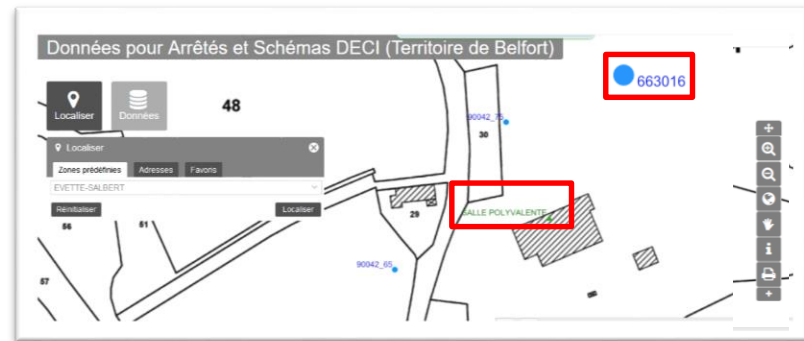 Données pour Arrêtés et Schémas DECI (Territoire de Belfort)
663016
Localiser
Données
48
90042_75
30
Localiser
Zones prédéfinies Adresses Favoris
EVETTE-SALBERT
Réinitialiser Localiser
SALLE POLYVALENTE
29
56
51
90042_65
57
i